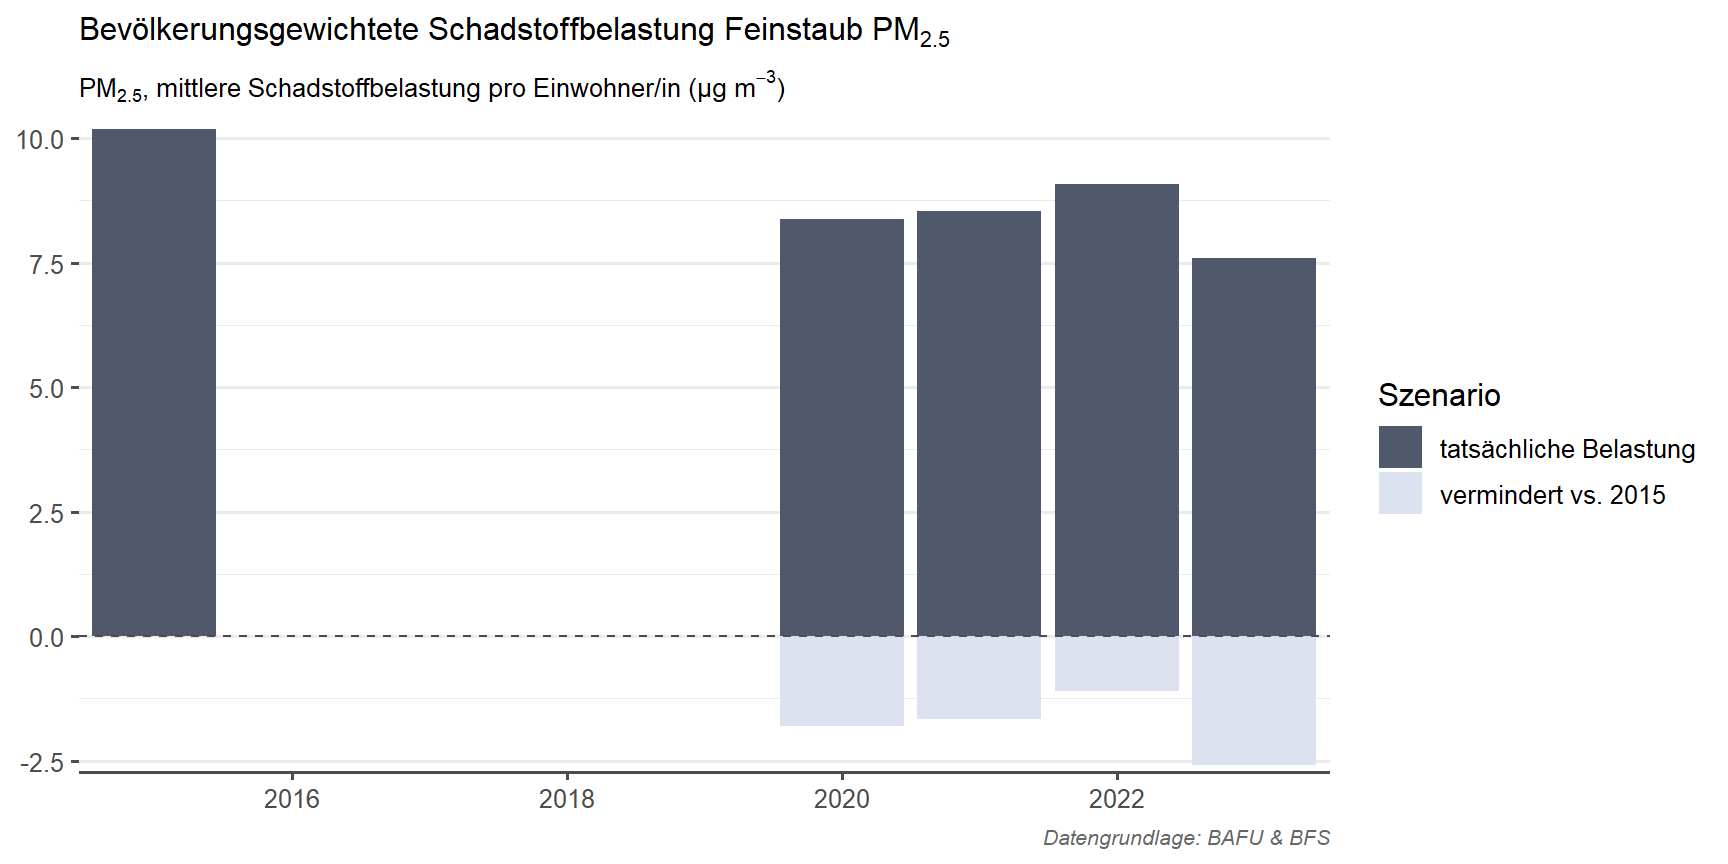 Bevölkerungsgewichtete Schadstoffbelastung Feinstaub PM₂.₅
PM₂.₅, mittlere Schadstoffbelastung pro Einwohner/in (µg m⁻³)
10.0
7.5
5.0
2.5
0.0
-2.5
2016 2018 2020 2022
Szenario
tatsächliche Belastung
vermindert vs. 2015
Datengrundlage: BAFU & BFS